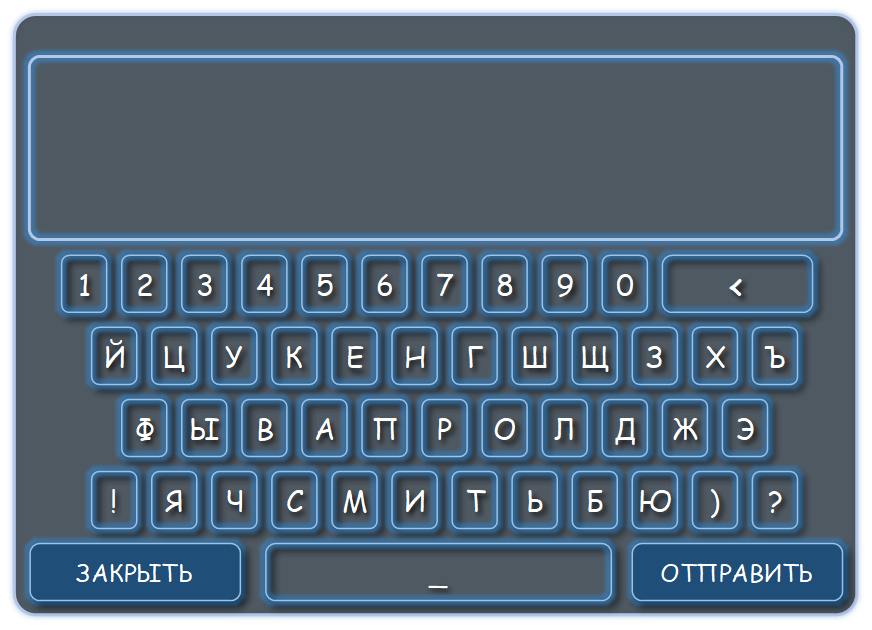 1 2 3 4 5 6 7 8 9 0 <
Й Ц У К Е Н Г Ш Щ З Х Ъ
Ф Ы В А П Р О Л Д Ж Э
! Я Ч С М И Т Ь Б Ю ) ?
ЗАКРЫТЬ _ ОТПРАВИТЬ